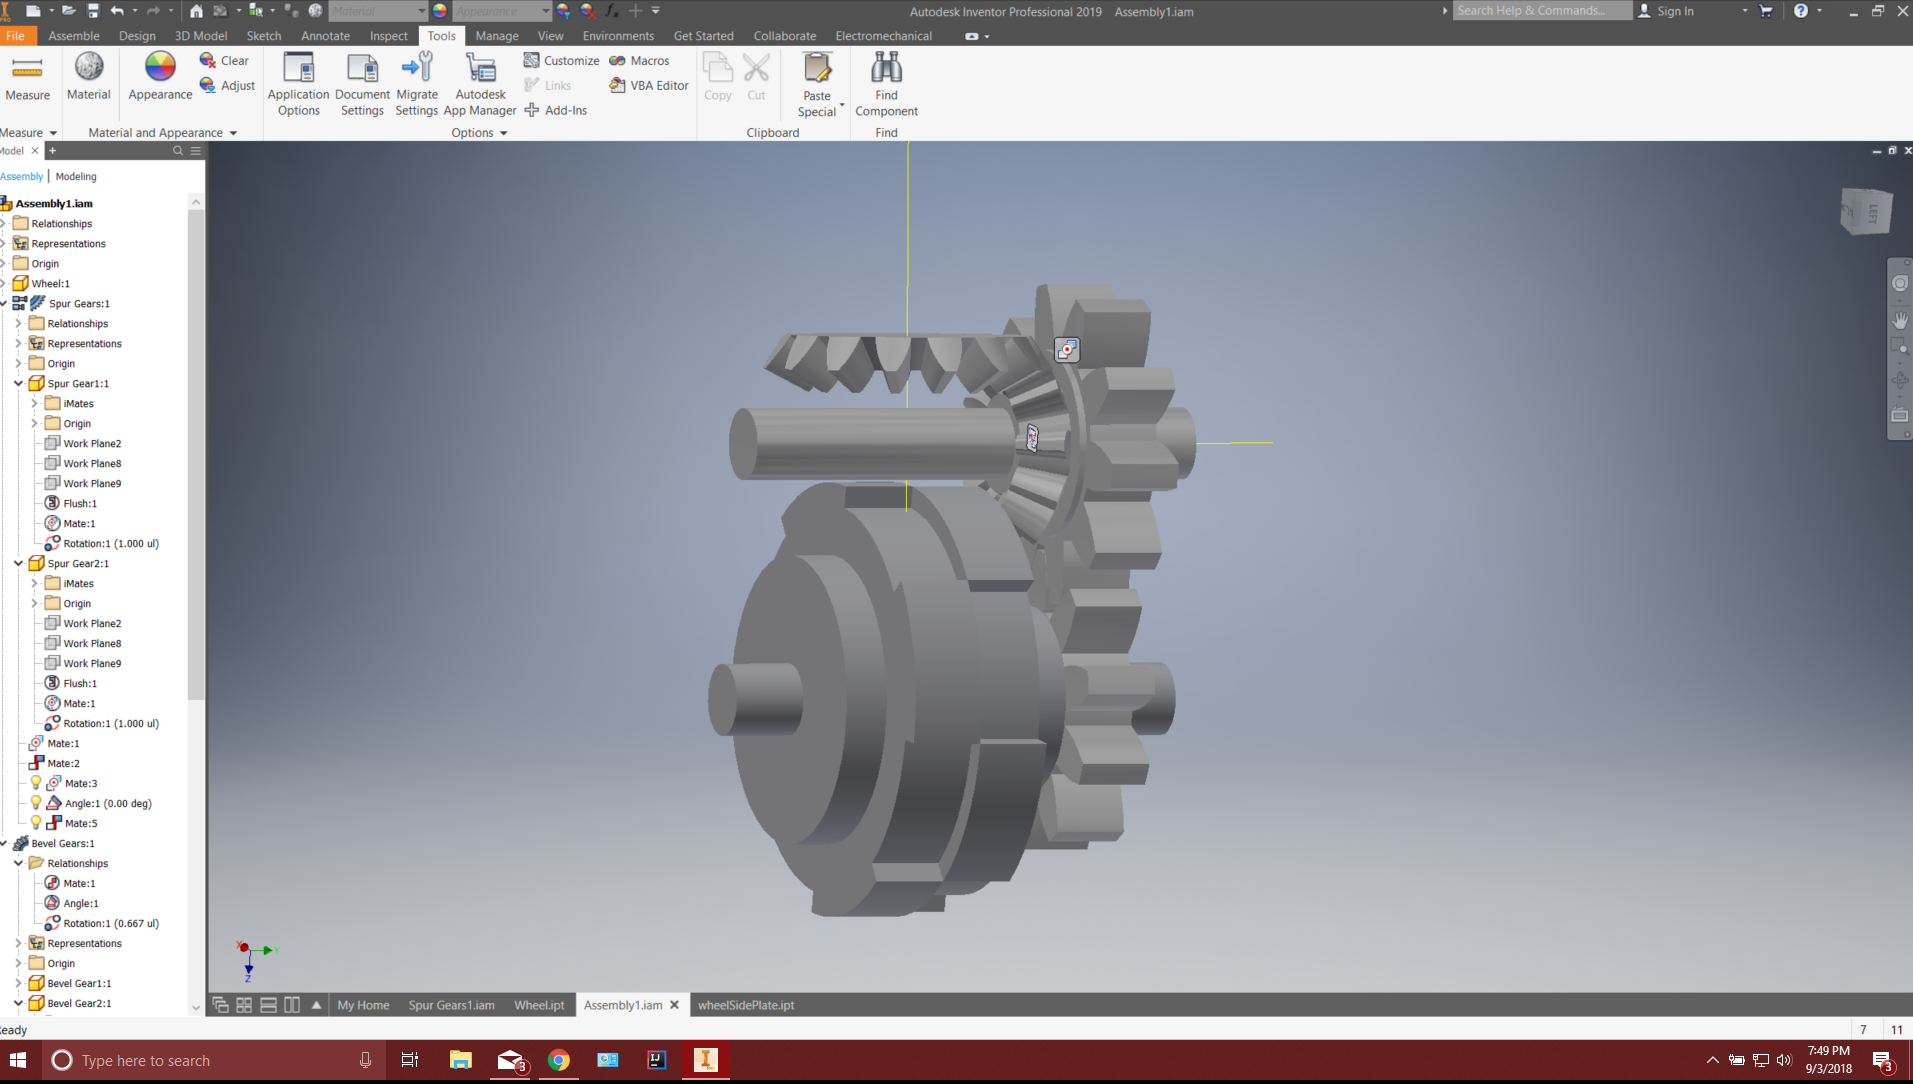 Material
Appearance
Autodesk Inventor Professional 2019 Assembly1.iam
Search Help & Commands...
Sign In
File Assemble Design 3D Model Sketch Annotate Inspect Tools Manage View Environments Get Started Collaborate Electromechanical
Measure
Material
Appearance
Clear
Adjust
Application Options
Document Settings
Migrate Settings
Autodesk App Manager
Customize
Links
Add-Ins
Macros
VBA Editor
Copy
Cut
Paste Special
Find Component
Measure
Material and Appearance
Options
Clipboard
Find
Model
Assembly | Modeling
Assembly1.iam
Relationships
Representations
Origin
Wheel:1
Spur Gears:1
Relationships
Representations
Origin
Spur Gear1:1
iMates
Origin
Work Plane2
Work Plane8
Work Plane9
Flush:1
Mate:1
Rotation:1 (1.000 ul)
Spur Gear2:1
iMates
Origin
Work Plane2
Work Plane8
Work Plane9
Flush:1
Mate:1
Rotation:1 (1.000 ul)
Mate:1
Mate:2
Mate:3
Angle:1 (0.00 deg)
Mate:5
Bevel Gears:1
Relationships
Mate:1
Angle:1
Rotation:1 (0.667 ul)
Representations
Origin
Bevel Gear1:1
Bevel Gear2:1
LEFT
X
Y
Z
My Home Spur Gears1.iam Wheel.ipt Assembly1.iam wheelSidePlate.ipt
eady
7 11
Type here to search
3
7:49 PM
9/3/2018
3